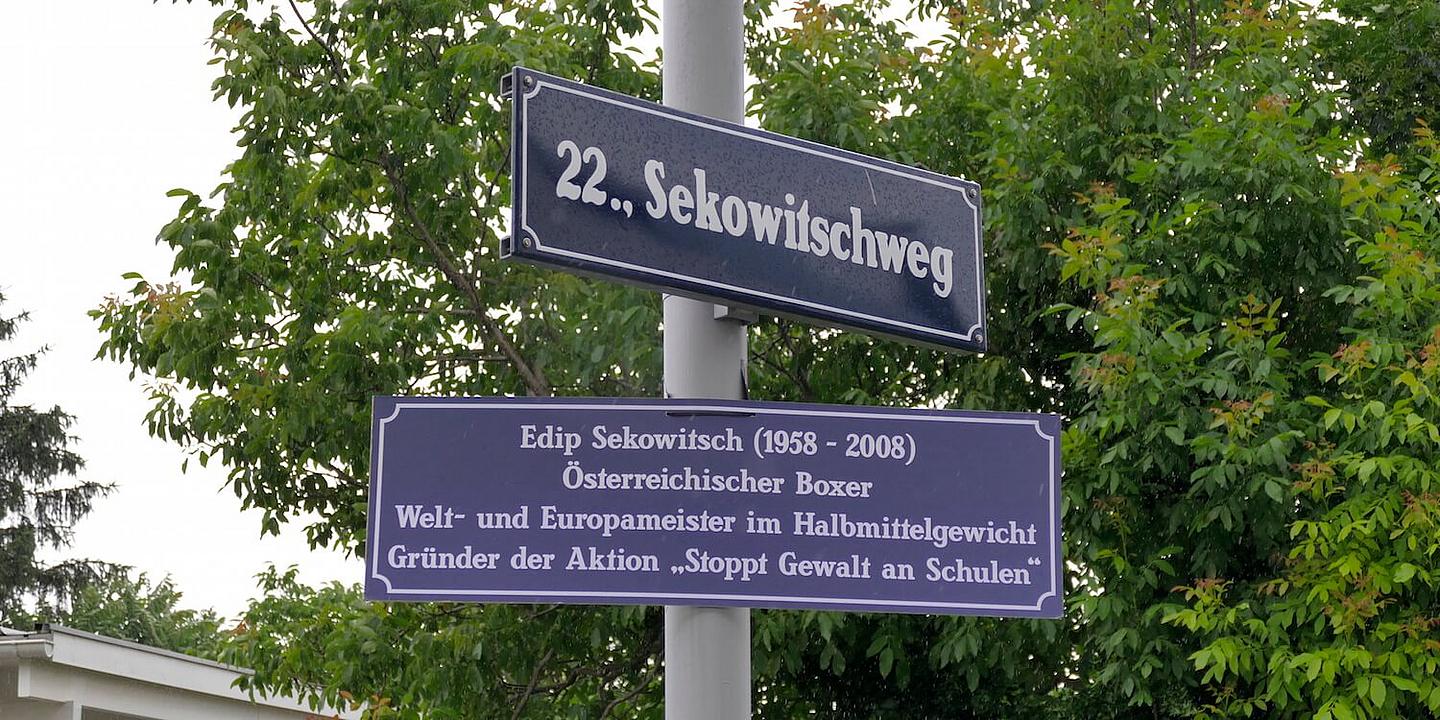 22., Sekowitschweg
Edip Sekowitsch (1958 - 2008)
Österreichischer Boxer
Welt- und Europameister im Halbmittelgewicht
Gründer der Aktion „Stoppt Gewalt an Schulen“